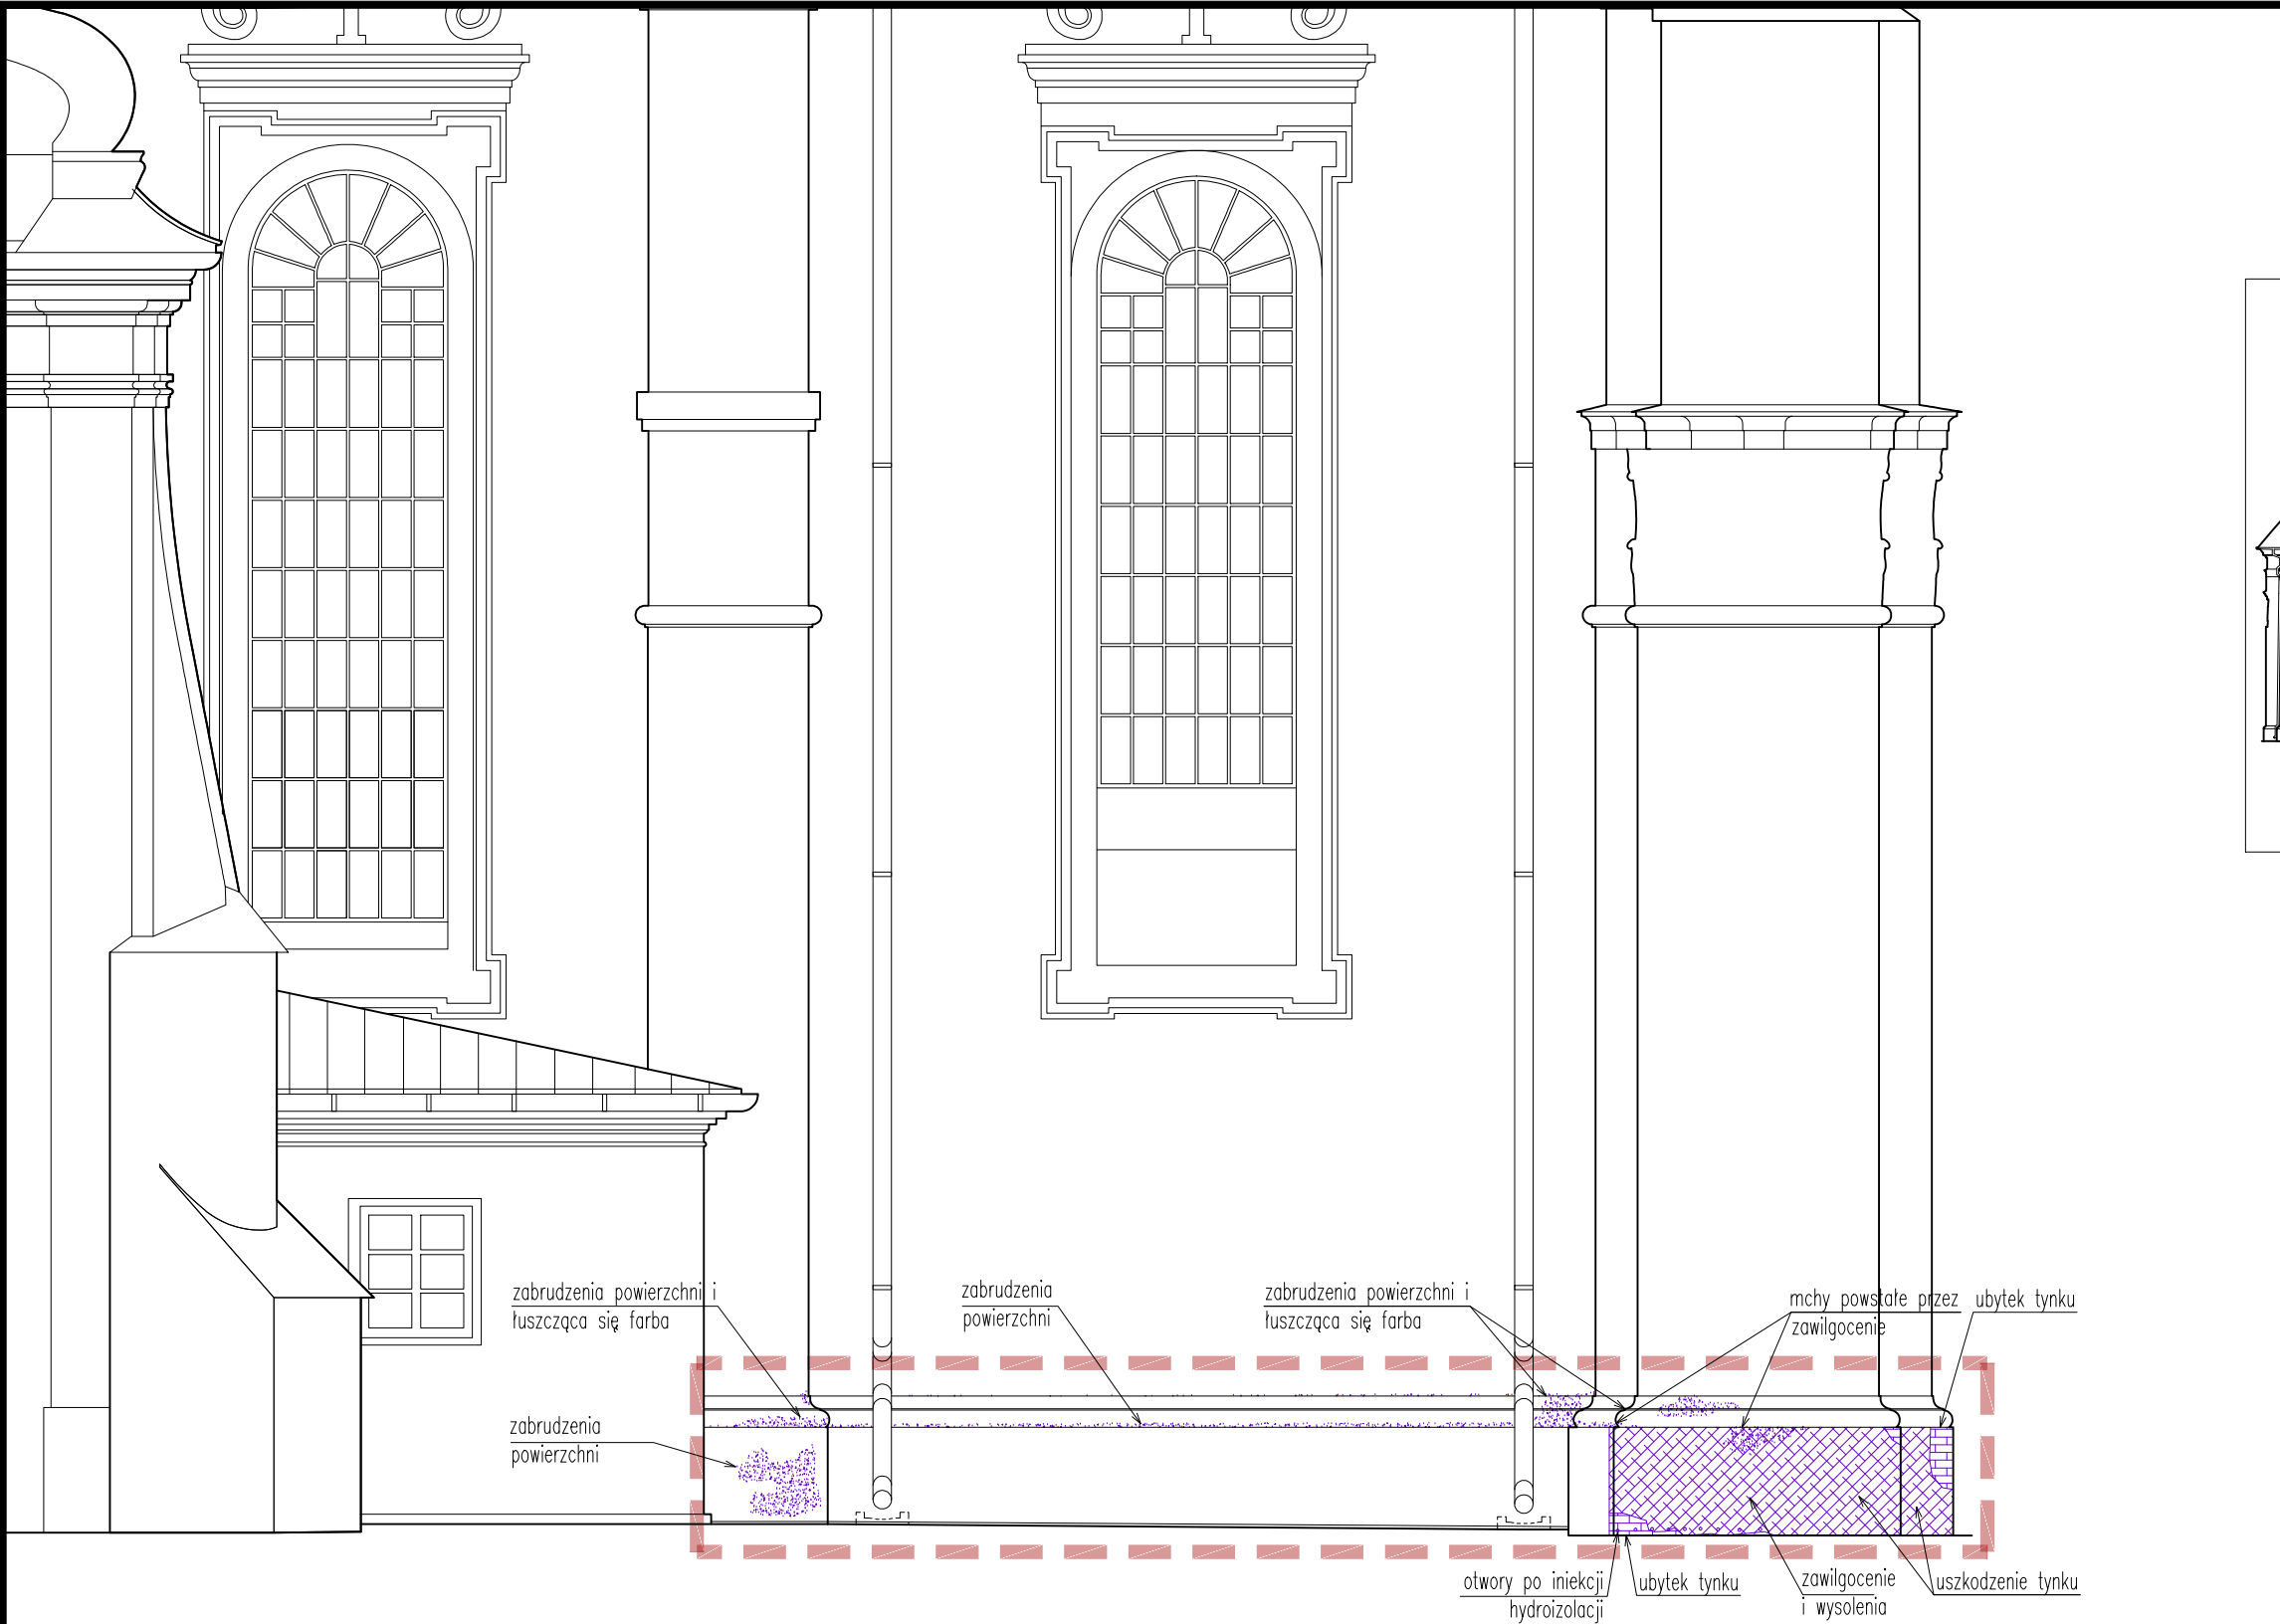 zabrudzenia powierzchni i
łuszcząca się farba
zabrudzenia
powierzchni
zabrudzenia powierzchni i
łuszcząca się farba
mchy powstałe przez
zawilgocenie
ubytek tynku
zabrudzenia
powierzchni
otwory po iniekcji
hydroizolacji
ubytek tynku
zawilgocenie
i wysolenia
uszkodzenie tynku